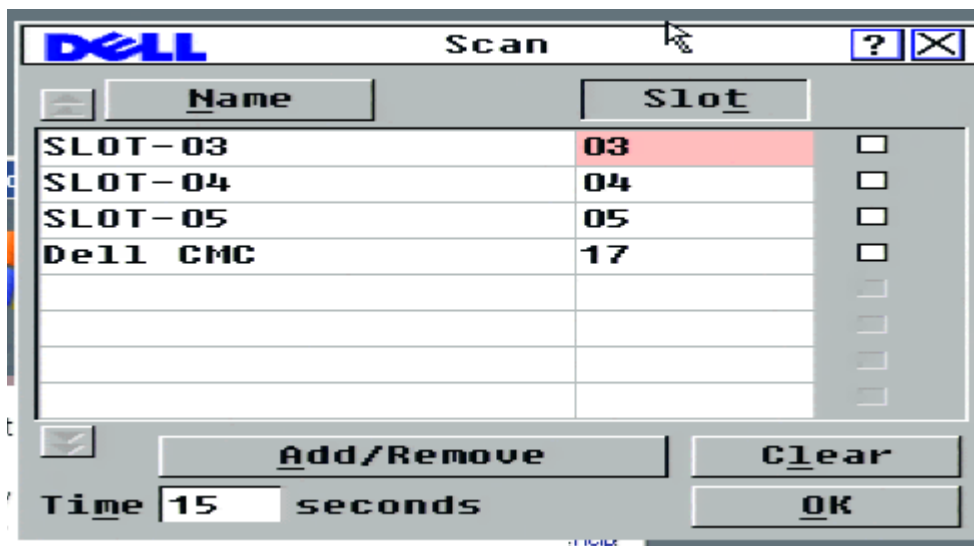 DELL Scan ?
Name Slot
SLOT-03 03
SLOT-04 04
SLOT-05 05
Dell CMC 17
Add/Remove Clear
Time 15 seconds OK